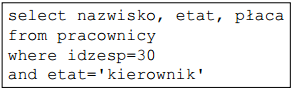 select nazwisko, etat, płaca
from pracownicy
where idzesp=30
and etat='kierownik'